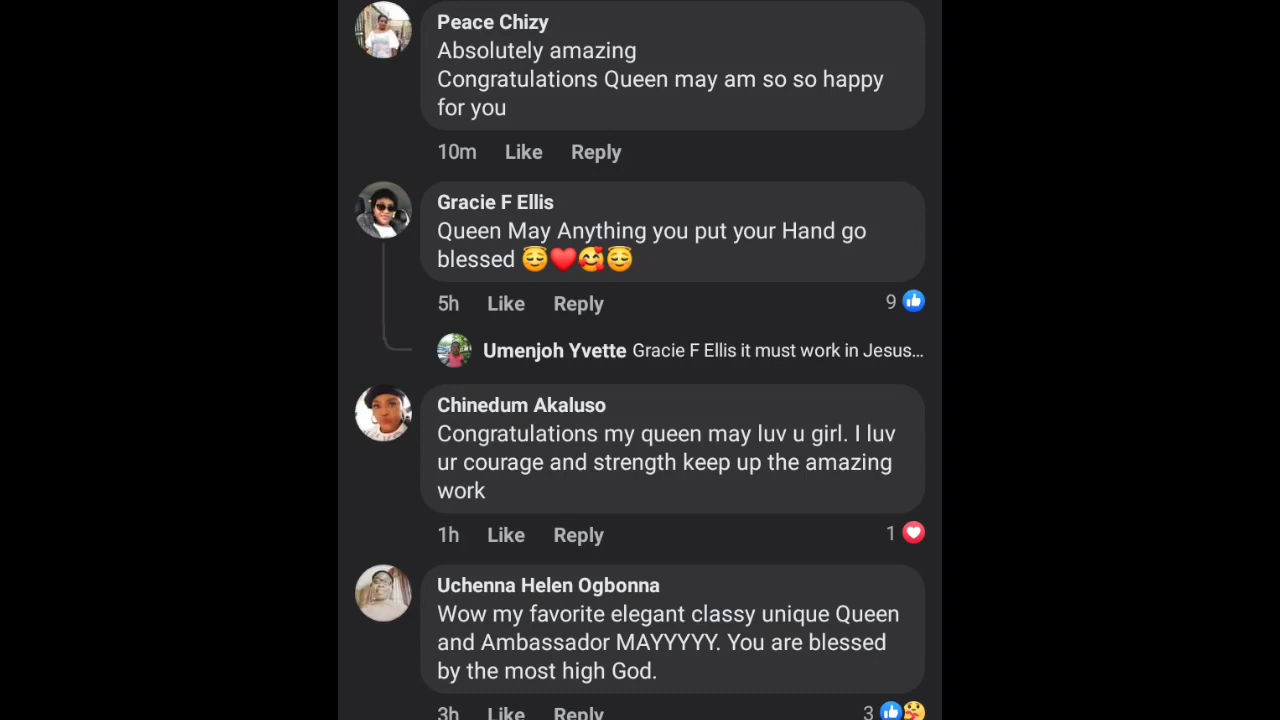 Peace Chizy
Absolutely amazing
Congratulations Queen may am so so happy
for you
10m Like Reply
Gracie F Ellis
Queen May Anything you put your Hand go
blessed 😇❤️🥰😇
5h Like Reply 9
Umenjoh Yvette Gracie F Ellis it must work in Jesus...
Chinedum Akaluso
Congratulations my queen may luv u girl. I luv
ur courage and strength keep up the amazing
work
1h Like Reply 1
Uchenna Helen Ogbonna
Wow my favorite elegant classy unique Queen
and Ambassador MAYYYYY. You are blessed
by the most high God.
3h Like Reply 3